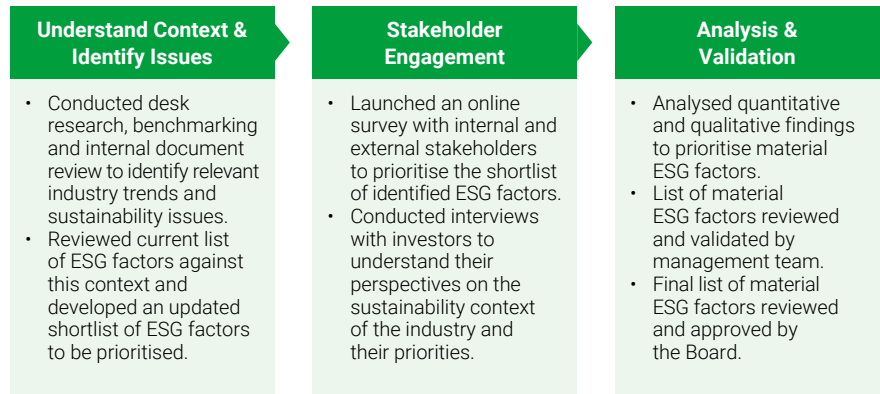 Understand Context &
Identify Issues
• Conducted desk
research, benchmarking
and internal document
review to identify relevant
industry trends and
sustainability issues.
• Reviewed current list
of ESG factors against
this context and
developed an updated
shortlist of ESG factors
to be prioritised.
Stakeholder
Engagement
• Launched an online
survey with internal and
external stakeholders
to prioritise the shortlist
of identified ESG factors.
• Conducted interviews
with investors to
understand their
perspectives on the
sustainability context
of the industry and
their priorities.
Analysis &
Validation
• Analysed quantitative
and qualitative findings
to prioritise material
ESG factors.
• List of material
ESG factors reviewed
and validated by
management team.
• Final list of material
ESG factors reviewed
and approved by
the Board.